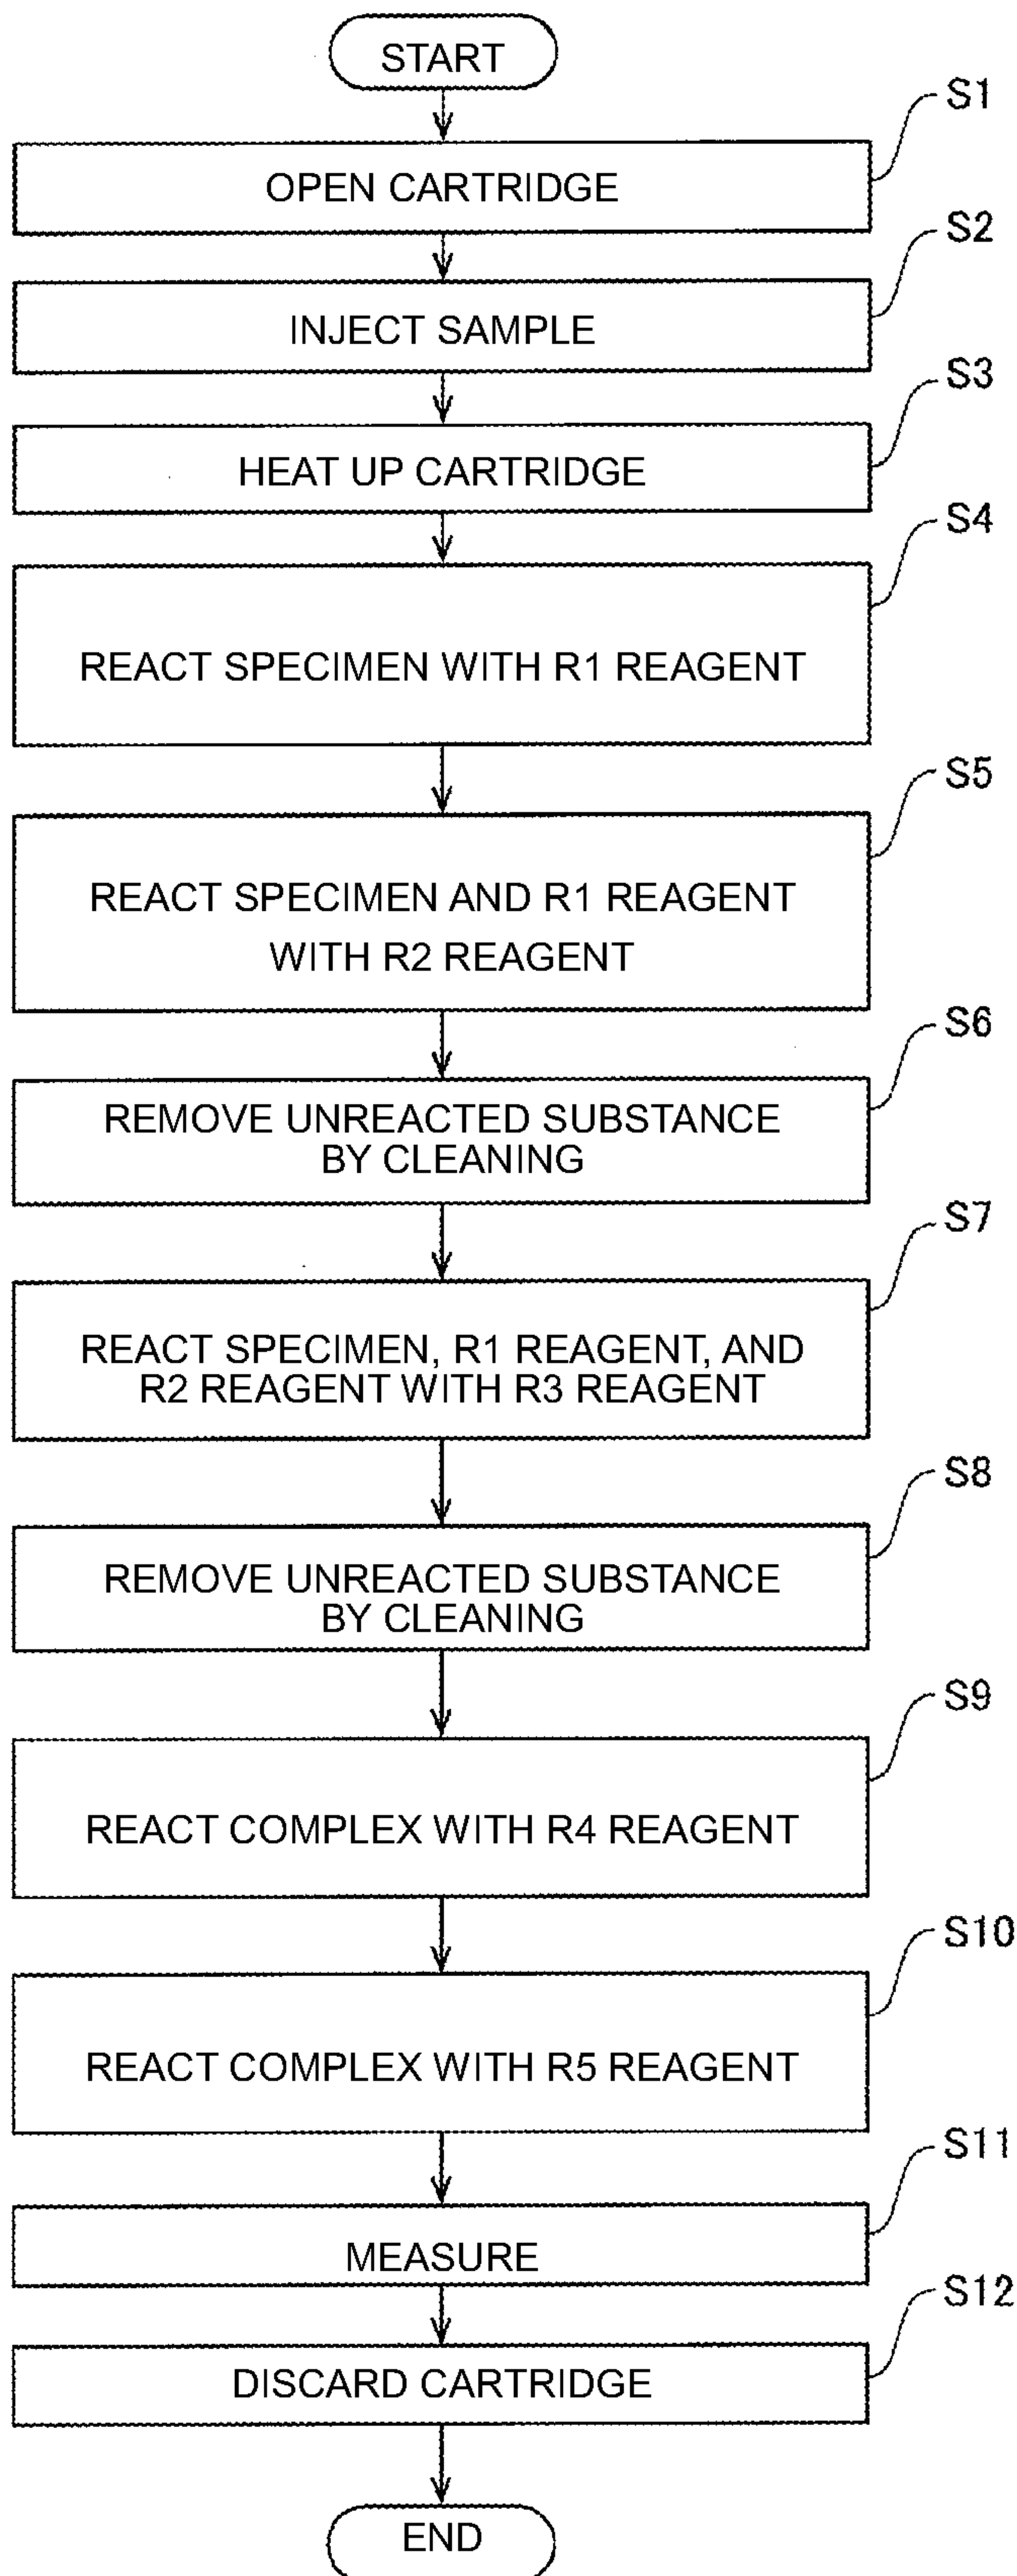 START
S1
OPEN CARTRIDGE
S2
INJECT SAMPLE
S3
HEAT UP CARTRIDGE
S4
REACT SPECIMEN WITH R1 REAGENT
S5
REACT SPECIMEN AND R1 REAGENT
WITH R2 REAGENT
S6
REMOVE UNREACTED SUBSTANCE
BY CLEANING
S7
REACT SPECIMEN, R1 REAGENT, AND
R2 REAGENT WITH R3 REAGENT
S8
REMOVE UNREACTED SUBSTANCE
BY CLEANING
S9
REACT COMPLEX WITH R4 REAGENT
S10
REACT COMPLEX WITH R5 REAGENT
S11
MEASURE
S12
DISCARD CARTRIDGE
END